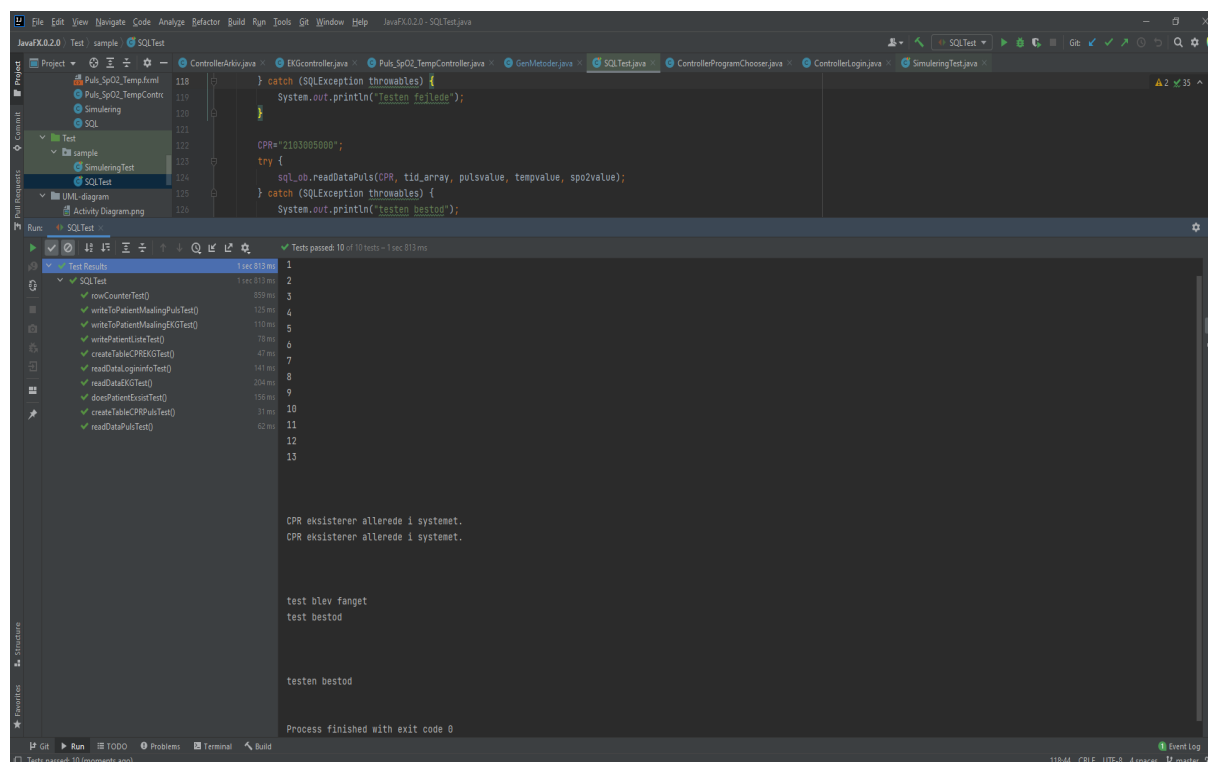 File Edit View Navigate Code Analyze Refactor Build Run Tools Git Window Help JavaFX.0.2.0 - SQLTest.java
JavaFX.0.2.0 Test sample SQLTest SQLTest Git:
Project ControllerArkiv.java EKGcontroller.java Puls_SpO2_TempController.java GenMetoder.java SQLTest.java ControllerProgramChooser.java ControllerLogin.java SimuleringTest.java
Puls_SpO2_Temp.fxml 118 } catch (SQLException throwables) { 2 35
Puls_SpO2_TempContrc 119 System.out.println("Testen fejlede");
Simulering 120 }
SQL 121
Test 122 CPR="2103005000";
sample 123 try {
SimuleringTest 124 sql_ob.readDataPuls(CPR, tid_array, pulsvalue, tempvalue, spo2value);
SQLTest 125 } catch (SQLException throwables) {
UML-diagram
Activity Diagram.png 126 System.out.println("testen bestod");
Project
Commit
Pull Requests
Run: SQLTest
Tests passed: 10 of 10 tests – 1 sec 813 ms
Test Results 1 sec 813 ms
SQLTest 1 sec 813 ms
rowCounterTest() 859 ms
writeToPatientMaalingPulsTest() 125 ms
writeToPatientMaalingEKGTest() 110 ms
writePatientListeTest() 78 ms
createTableCPREKGTest() 47 ms
readDataLogininfoTest() 141 ms
readDataEKGTest() 204 ms
doesPatientExsistTest() 156 ms
createTableCPRPulsTest() 31 ms
readDataPulsTest() 62 ms
1
2
3
4
5
6
7
8
9
10
11
12
13
CPR eksisterer allerede i systemet.
CPR eksisterer allerede i systemet.
test blev fanget
test bestod
testen bestod
Process finished with exit code 0
Structure
Favorites
Git Run TODO Problems Terminal Build 1 Event Log
Tests passed: 10 (moments ago) 118:44 CRLF UTF-8 4 spaces master